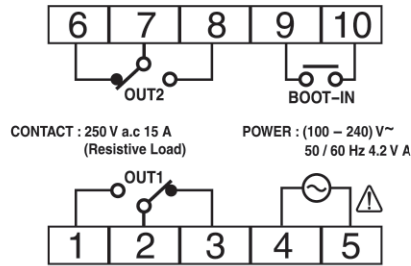 6 7 8 9 10
OUT2
BOOT-IN
CONTACT : 250 V a.c 15 A
(Resistive Load)
POWER : (100 – 240) V~
50 / 60 Hz 4.2 V A
OUT1
1 2 3 4 5